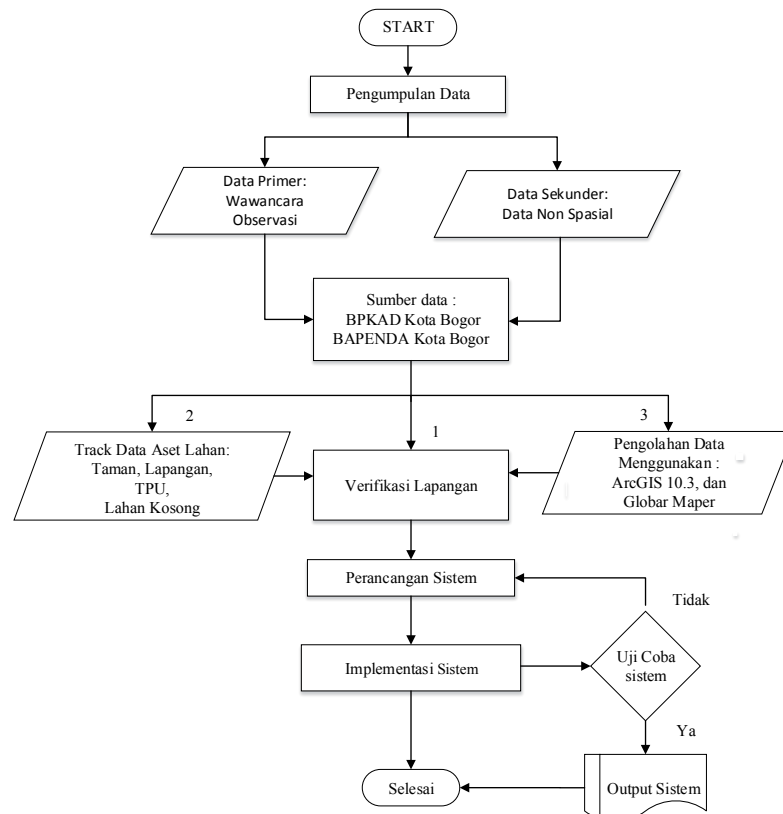 START
Pengumpulan Data
Data Primer:
Wawancara
Observasi
Data Sekunder:
Data Non Spasial
Sumber data :
BPKAD Kota Bogor
BAPENDA Kota Bogor
2
1
3
Track Data Aset Lahan:
Taman, Lapangan,
TPU,
Lahan Kosong
Verifikasi Lapangan
Pengolahan Data
Menggunakan :
ArcGIS 10.3, dan
Globar Maper
Perancangan Sistem
Tidak
Implementasi Sistem
Uji Coba
sistem
Ya
Selesai
Output Sistem